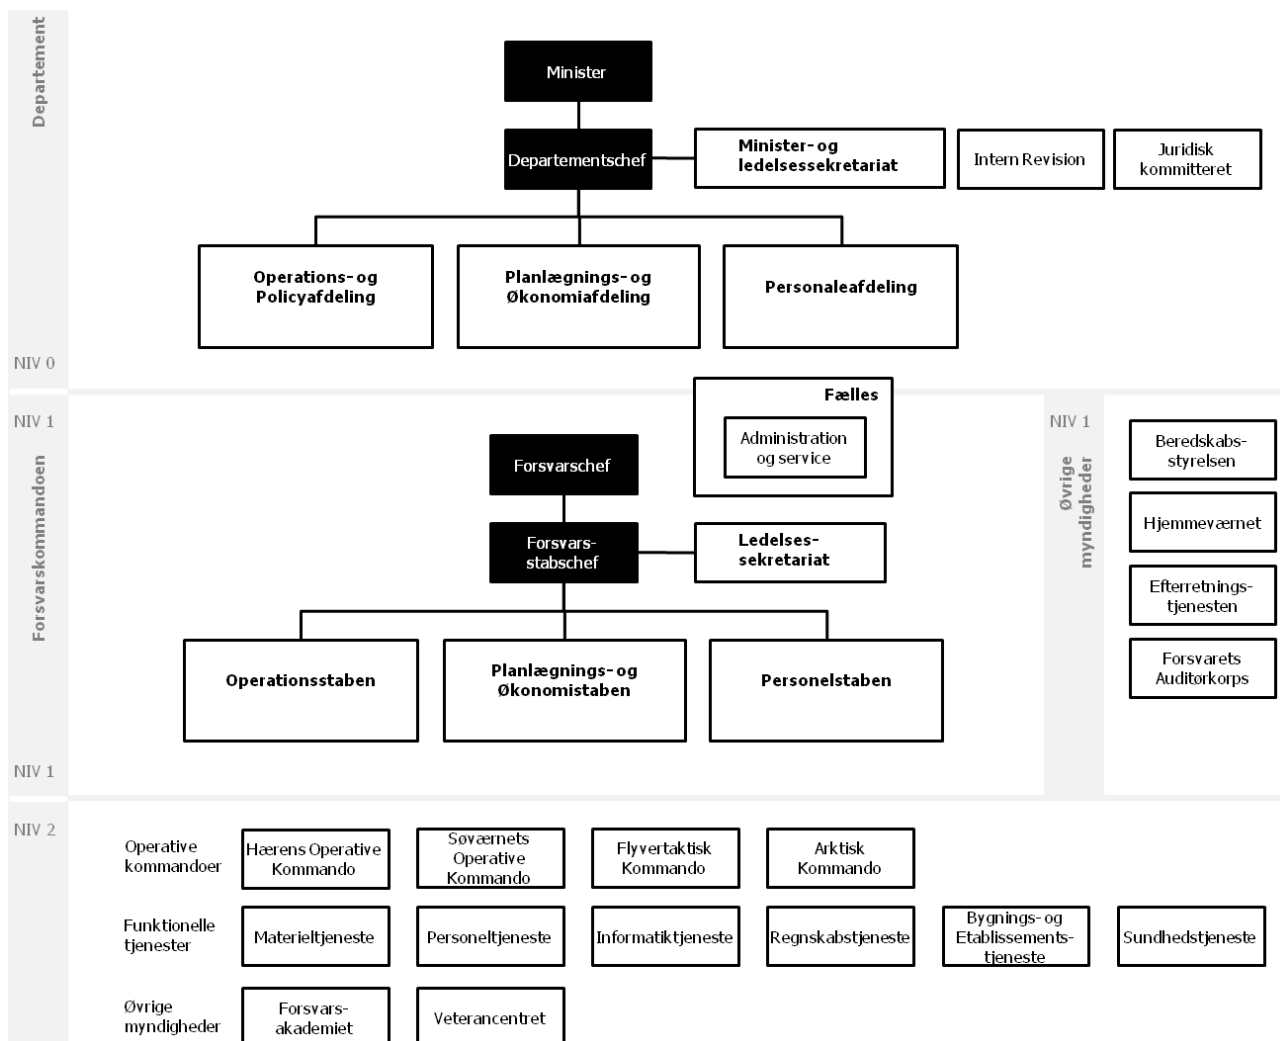 Departement
Minister
Departementschef
Minister- og
ledelsessekretariat
Intern Revision
Juridisk
kommitteret
Operations- og
Policyafdeling
Planlægnings- og
Økonomiafdeling
Personaleafdeling
NIV 0
NIV 1
Forsvarskommandoen
Fælles
Administration
og service
Forsvarschef
Forsvars-
stabschef
Ledelses-
sekretariat
Operationsstaben
Planlægnings- og
Økonomistaben
Personelstaben
NIV 1
NIV 1
Øvrige
myndigheder
Beredskabs-
styrelsen
Hjemmeværnet
Efterretnings-
tjenesten
Forsvarets
Auditørkorps
NIV 2
Operative
kommandoer
Hærens Operative
Kommando
Søværnets
Operative
Kommando
Flyvertaktisk
Kommando
Arktisk
Kommando
Funktionelle
tjenester
Materieltjeneste
Personeltjeneste
Informatiktjeneste
Regnskabstjeneste
Bygnings- og
Etablissements-
tjeneste
Sundhedstjeneste
Øvrige
myndigheder
Forsvars-
akademiet
Veterancentret